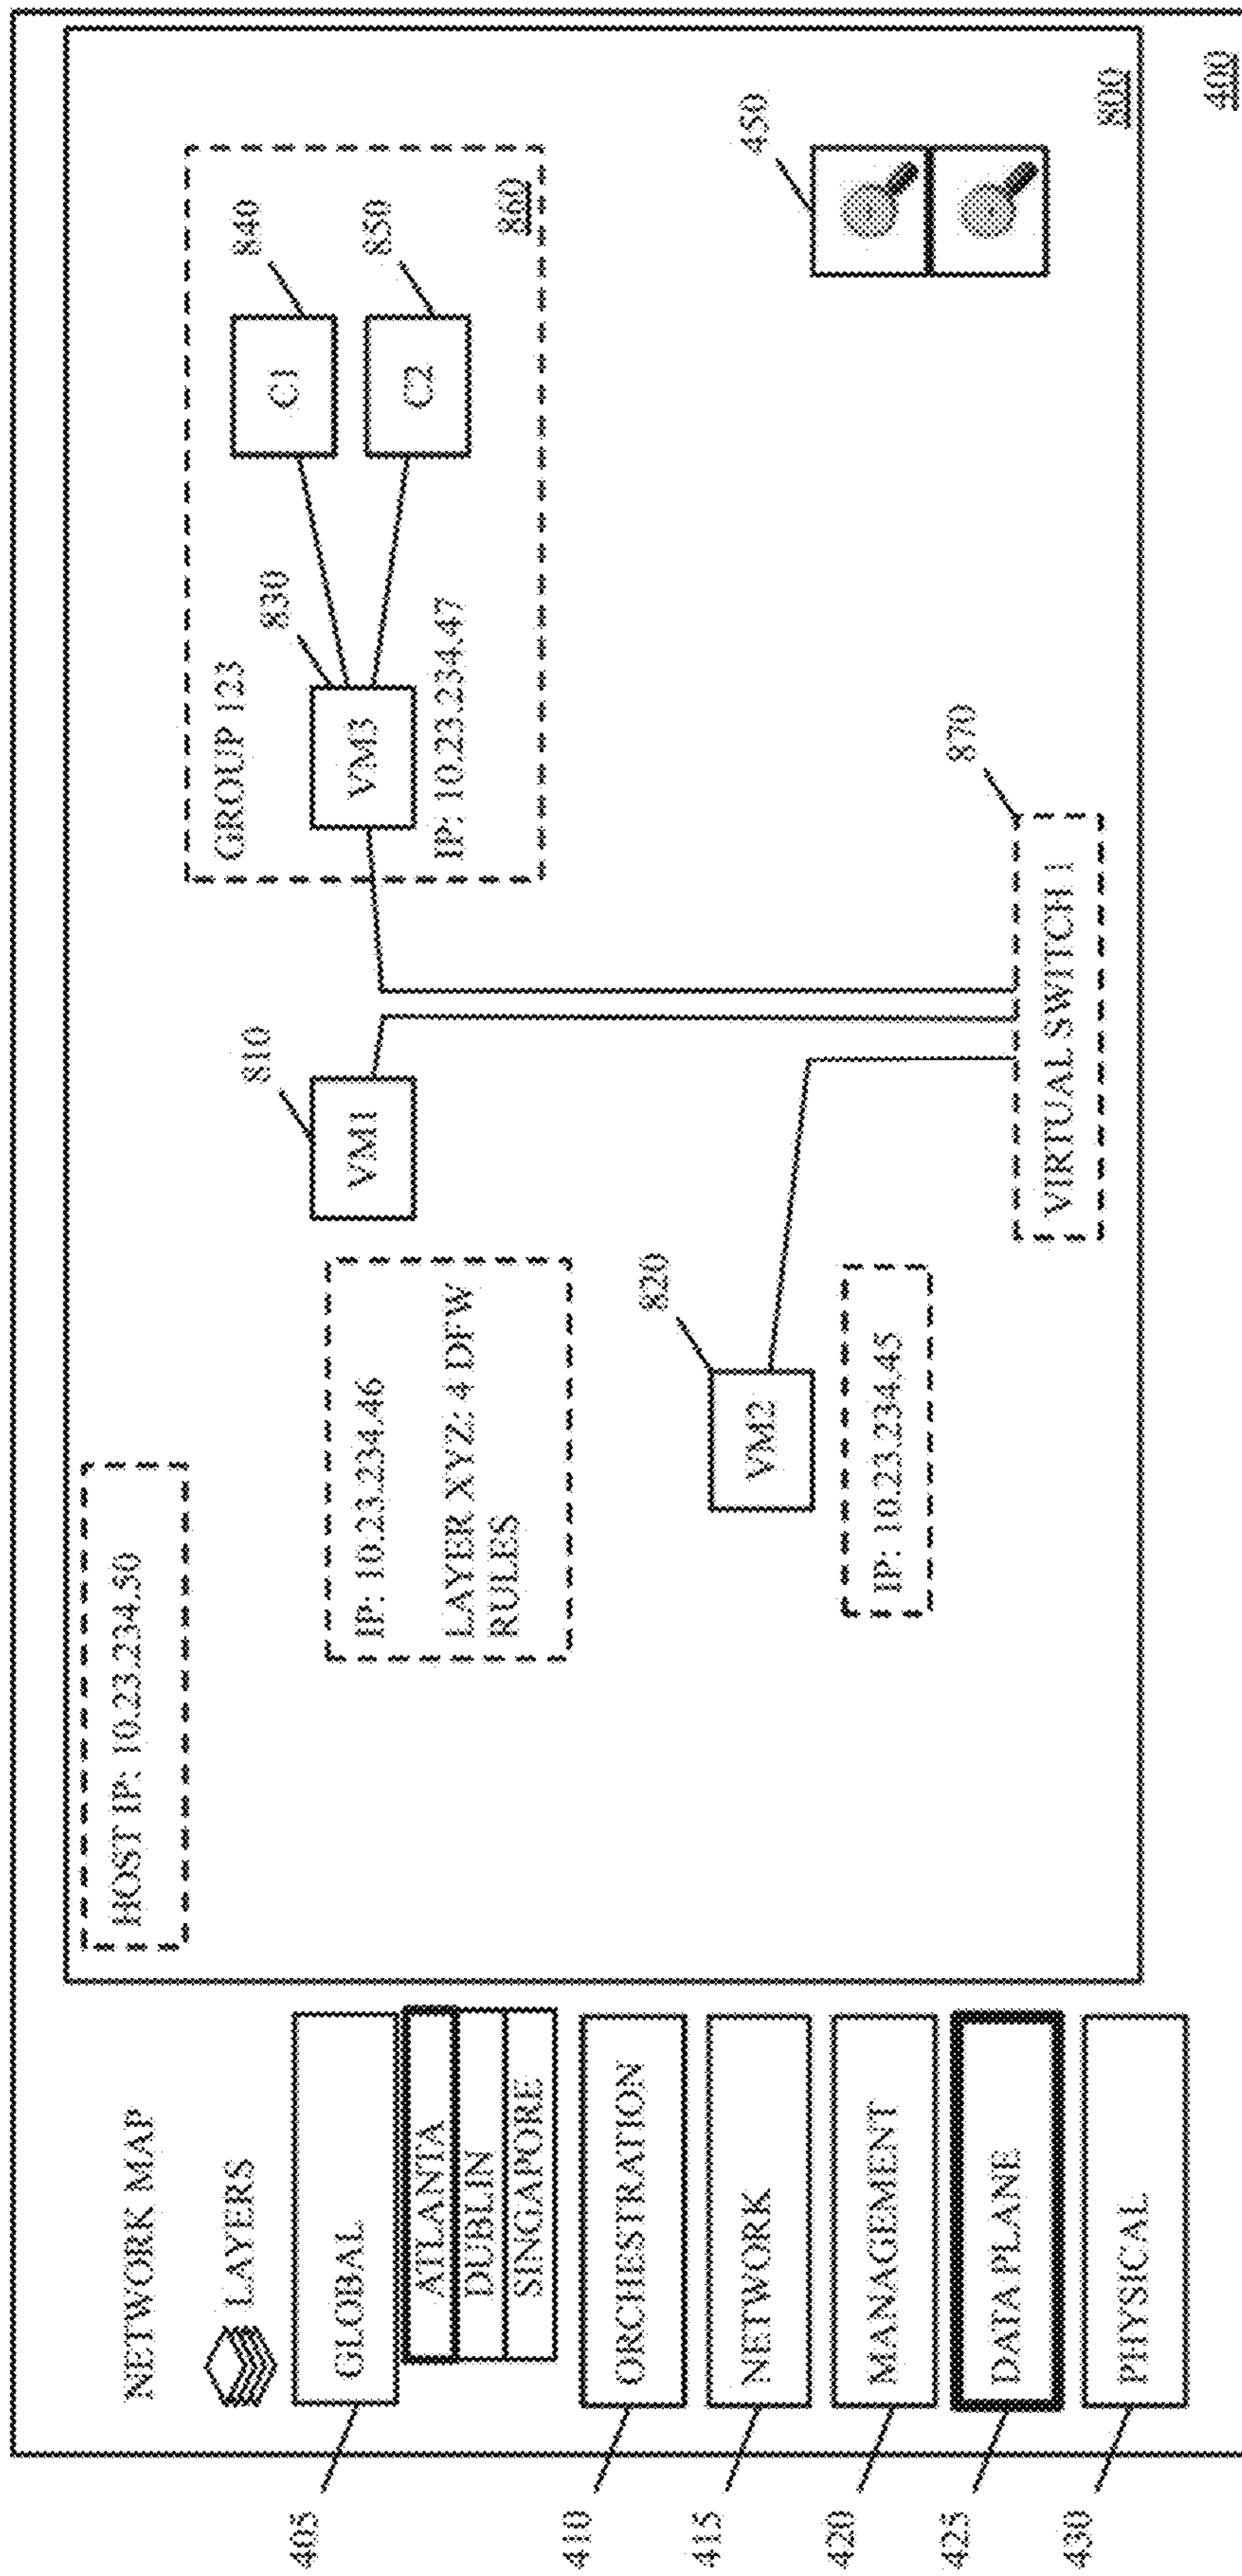 NETWORK MAP
LAYERS
405
GLOBAL
ATLANTA
DUBLIN
SINGAPORE
410
ORCHESTRATION
415
NETWORK
420
MANAGEMENT
425
DATA PLANE
430
PHYSICAL
HOST IP: 10.23.234.50
IP: 10.23.234.46
LAYER XYZ: 4 DFW
RULES
810
VM1
820
VM2
IP: 10.23.234.45
GROUP 123
830
VM3
IP: 10.23.234.47
840
C1
850
C2
860
870
VIRTUAL SWITCH 1
450
800
400